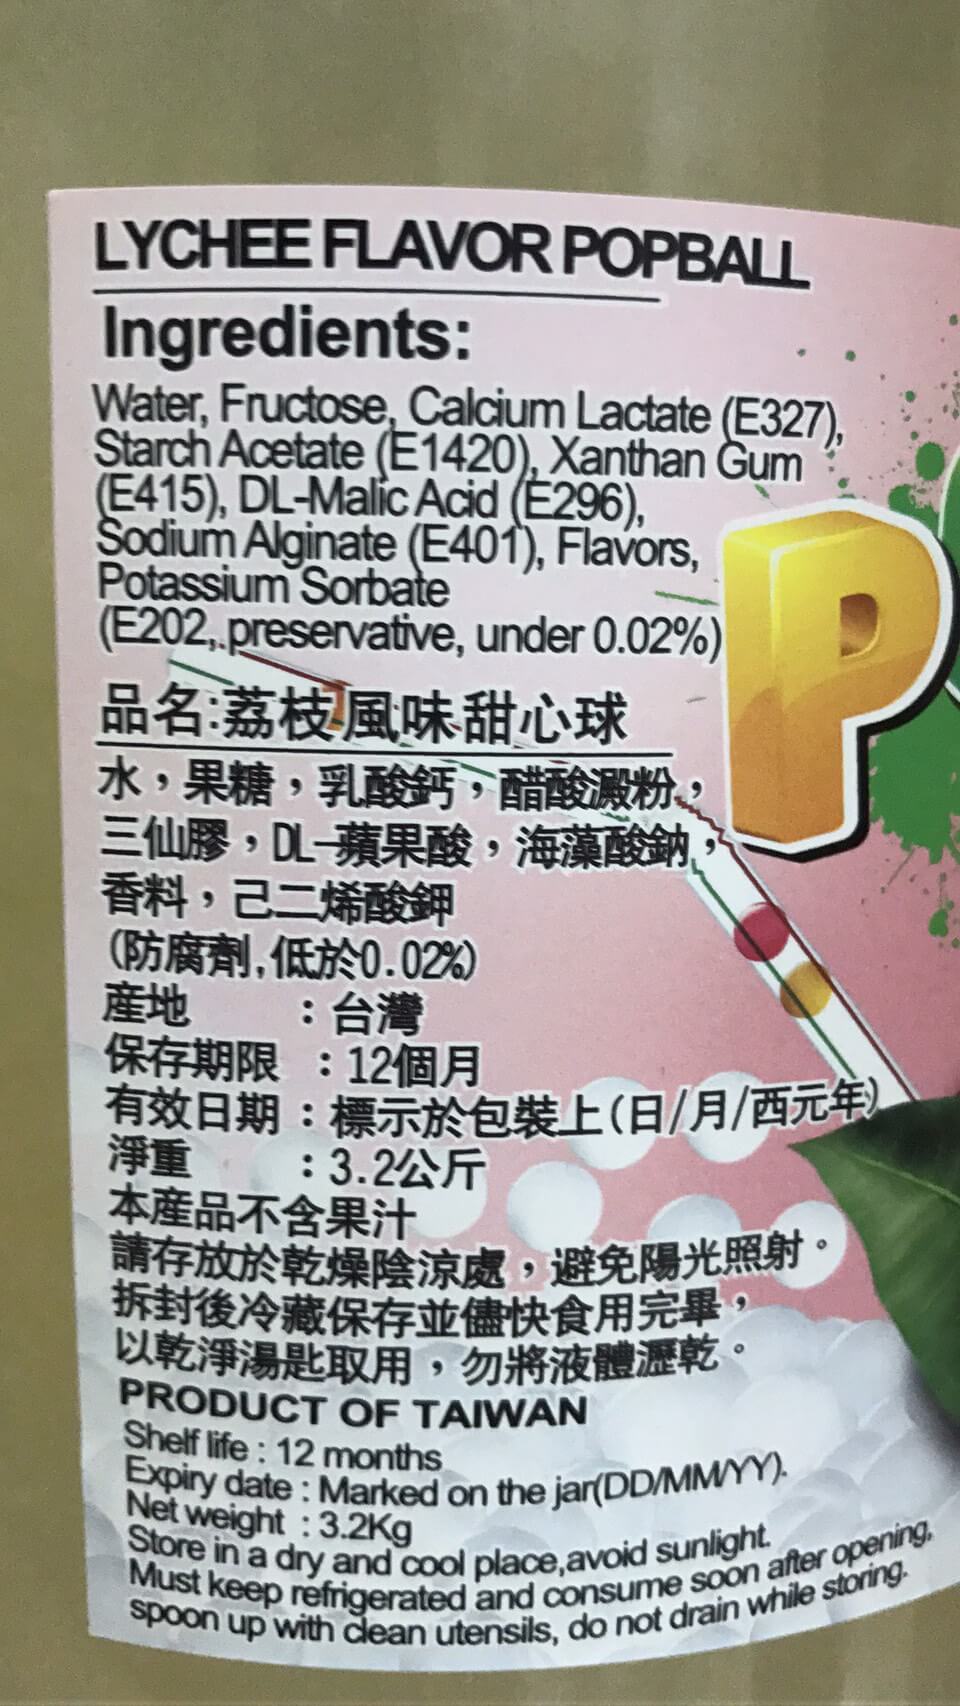 LYCHEE FLAVOR POPBALL
Ingredients:
Water, Fructose, Calcium Lactate (E327),
Starch Acetate (E1420), Xanthan Gum
(E415), DL-Malic Acid (E296),
Sodium Alginate (E401), Flavors,
Potassium Sorbate
(E202,.preservative, under 0.02%)
P
品名:荔枝風味甜心球
水，果糖，乳酸鈣，醋酸澱粉，
三仙膠，DL-蘋果酸，海藻酸鈉，
香料，己二烯酸鉀
(防腐劑,低於0.02%)
産地 ：台灣
保存期限 ：12個月
有效日期：標示於包裝上(日/月/西元年)
淨重 ：3.2公斤
本産品不含果汁
請存放於乾燥陰涼處，避免陽光照射。
拆封後冷藏保存並儘快食用完畢，
以乾淨湯匙取用，勿將液體瀝乾。
PRODUCT OF TAIWAN
Shelf life : 12 months
Expiry date : Marked on the jar(DD/MM/YY).
Net weight : 3.2Kg
Store in a dry and cool place,avoid sunlight.
Must keep refrigerated and consume soon after opening,
spoon up with clean utensils, do not drain while storing.